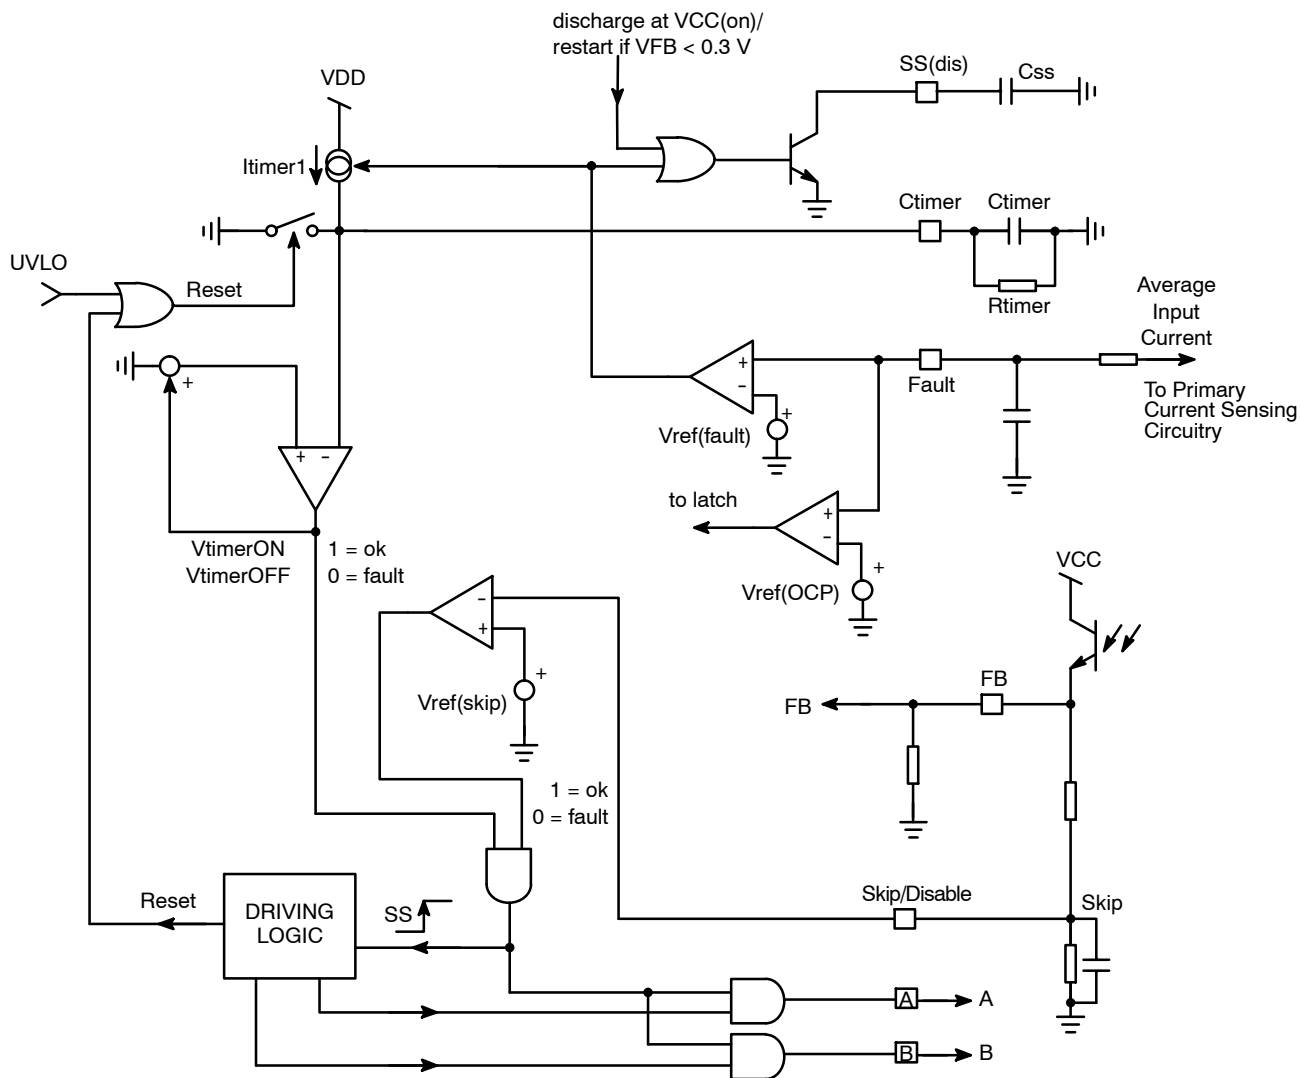 discharge at VCC(on)/
restart if VFB < 0.3 V
SS(dis)
Css
VDD
Itimer1
Ctimer
Ctimer
UVLO
Reset
Rtimer
Average
Input
Current
+
+
-
+
Fault
To Primary
Current Sensing
Circuitry
Vref(fault)
+ -
to latch
+
-
VtimerON
VtimerOFF
1 = ok
0 = fault
+
Vref(OCP)
VCC
-
+
+
Vref(skip)
FB
FB
1 = ok
0 = fault
Skip/Disable
Skip
Reset
DRIVING
LOGIC
SS
A
A
B
B